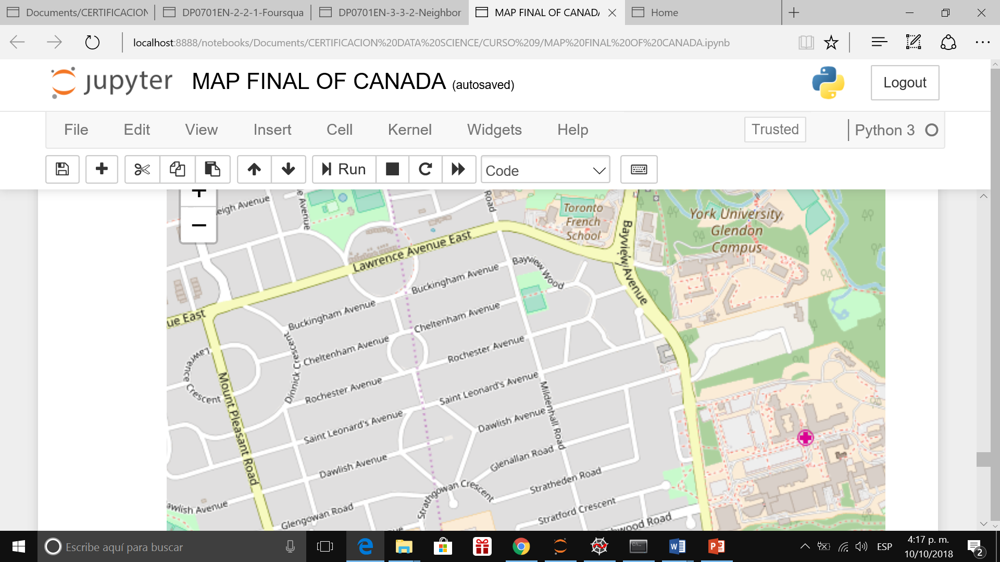 Documents/CERTIFICACION
DP0701EN-2-2-1-Foursqua
DP0701EN-3-3-2-Neighbor
MAP FINAL OF CANADA
Home
localhost:8888/notebooks/Documents/CERTIFICACION%20DATA%20SCIENCE/CURSO%209/MAP%20FINAL%20OF%20CANADA.ipynb
jupyter MAP FINAL OF CANADA (autosaved)
Logout
File Edit View Insert Cell Kernel Widgets Help
Trusted
Python 3
Run
Code
+
−
eigh Avenue
e Avenue
Road
Toronto
French
School
York University,
Glendon
Campus
Bayview Avenue
Lawrence Avenue East
Bayview Wood
Buckingham Avenue
Buckingham Avenue
ue East
Cheltenham Avenue
Cheltenham Avenue
Lawrence Crescent
Dinnick Crescent
Rochester Avenue
Rochester Avenue
Mount Pleasant Road
Saint Leonard's Avenue
Saint Leonard's Avenue
Mildenhall Road
Dawlish Avenue
Dawlish Avenue
Glenallan Road
Stratheden Road
Strathgowan Crescent
awlish Avenue
Glengowan Road
Stratford Crescent
wood Road
Escribe aquí para buscar
ESP
4:17 p. m.
10/10/2018
2